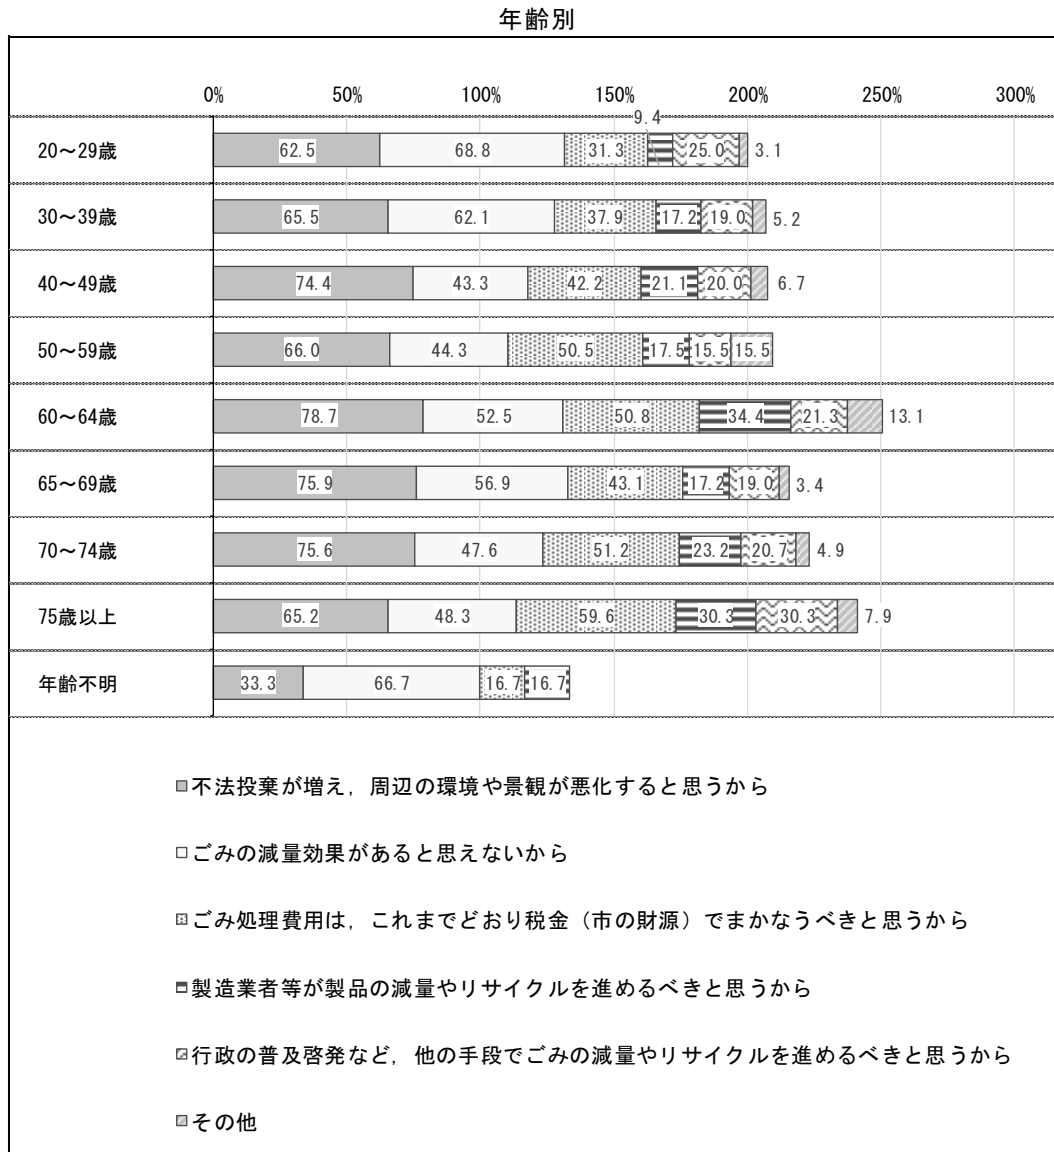 年齢別
0% 50% 100% 150% 200% 250% 300%
9.4
20～29歳 62.5 68.8 31.3 25.0 3.1
30～39歳 65.5 62.1 37.9 17.2 19.0 5.2
40～49歳 74.4 43.3 42.2 21.1 20.0 6.7
50～59歳 66.0 44.3 50.5 17.5 15.5 15.5
60～64歳 78.7 52.5 50.8 34.4 21.3 13.1
65～69歳 75.9 56.9 43.1 17.2 19.0 3.4
70～74歳 75.6 47.6 51.2 23.2 20.7 4.9
75歳以上 65.2 48.3 59.6 30.3 30.3 7.9
年齢不明 33.3 66.7 16.7 16.7
不法投棄が増え，周辺の環境や景観が悪化すると思うから
ごみの減量効果があると思えないから
ごみ処理費用は，これまでどおり税金（市の財源）でまかなうべきと思うから
製造業者等が製品の減量やリサイクルを進めるべきと思うから
行政の普及啓発など，他の手段でごみの減量やリサイクルを進めるべきと思うから
その他